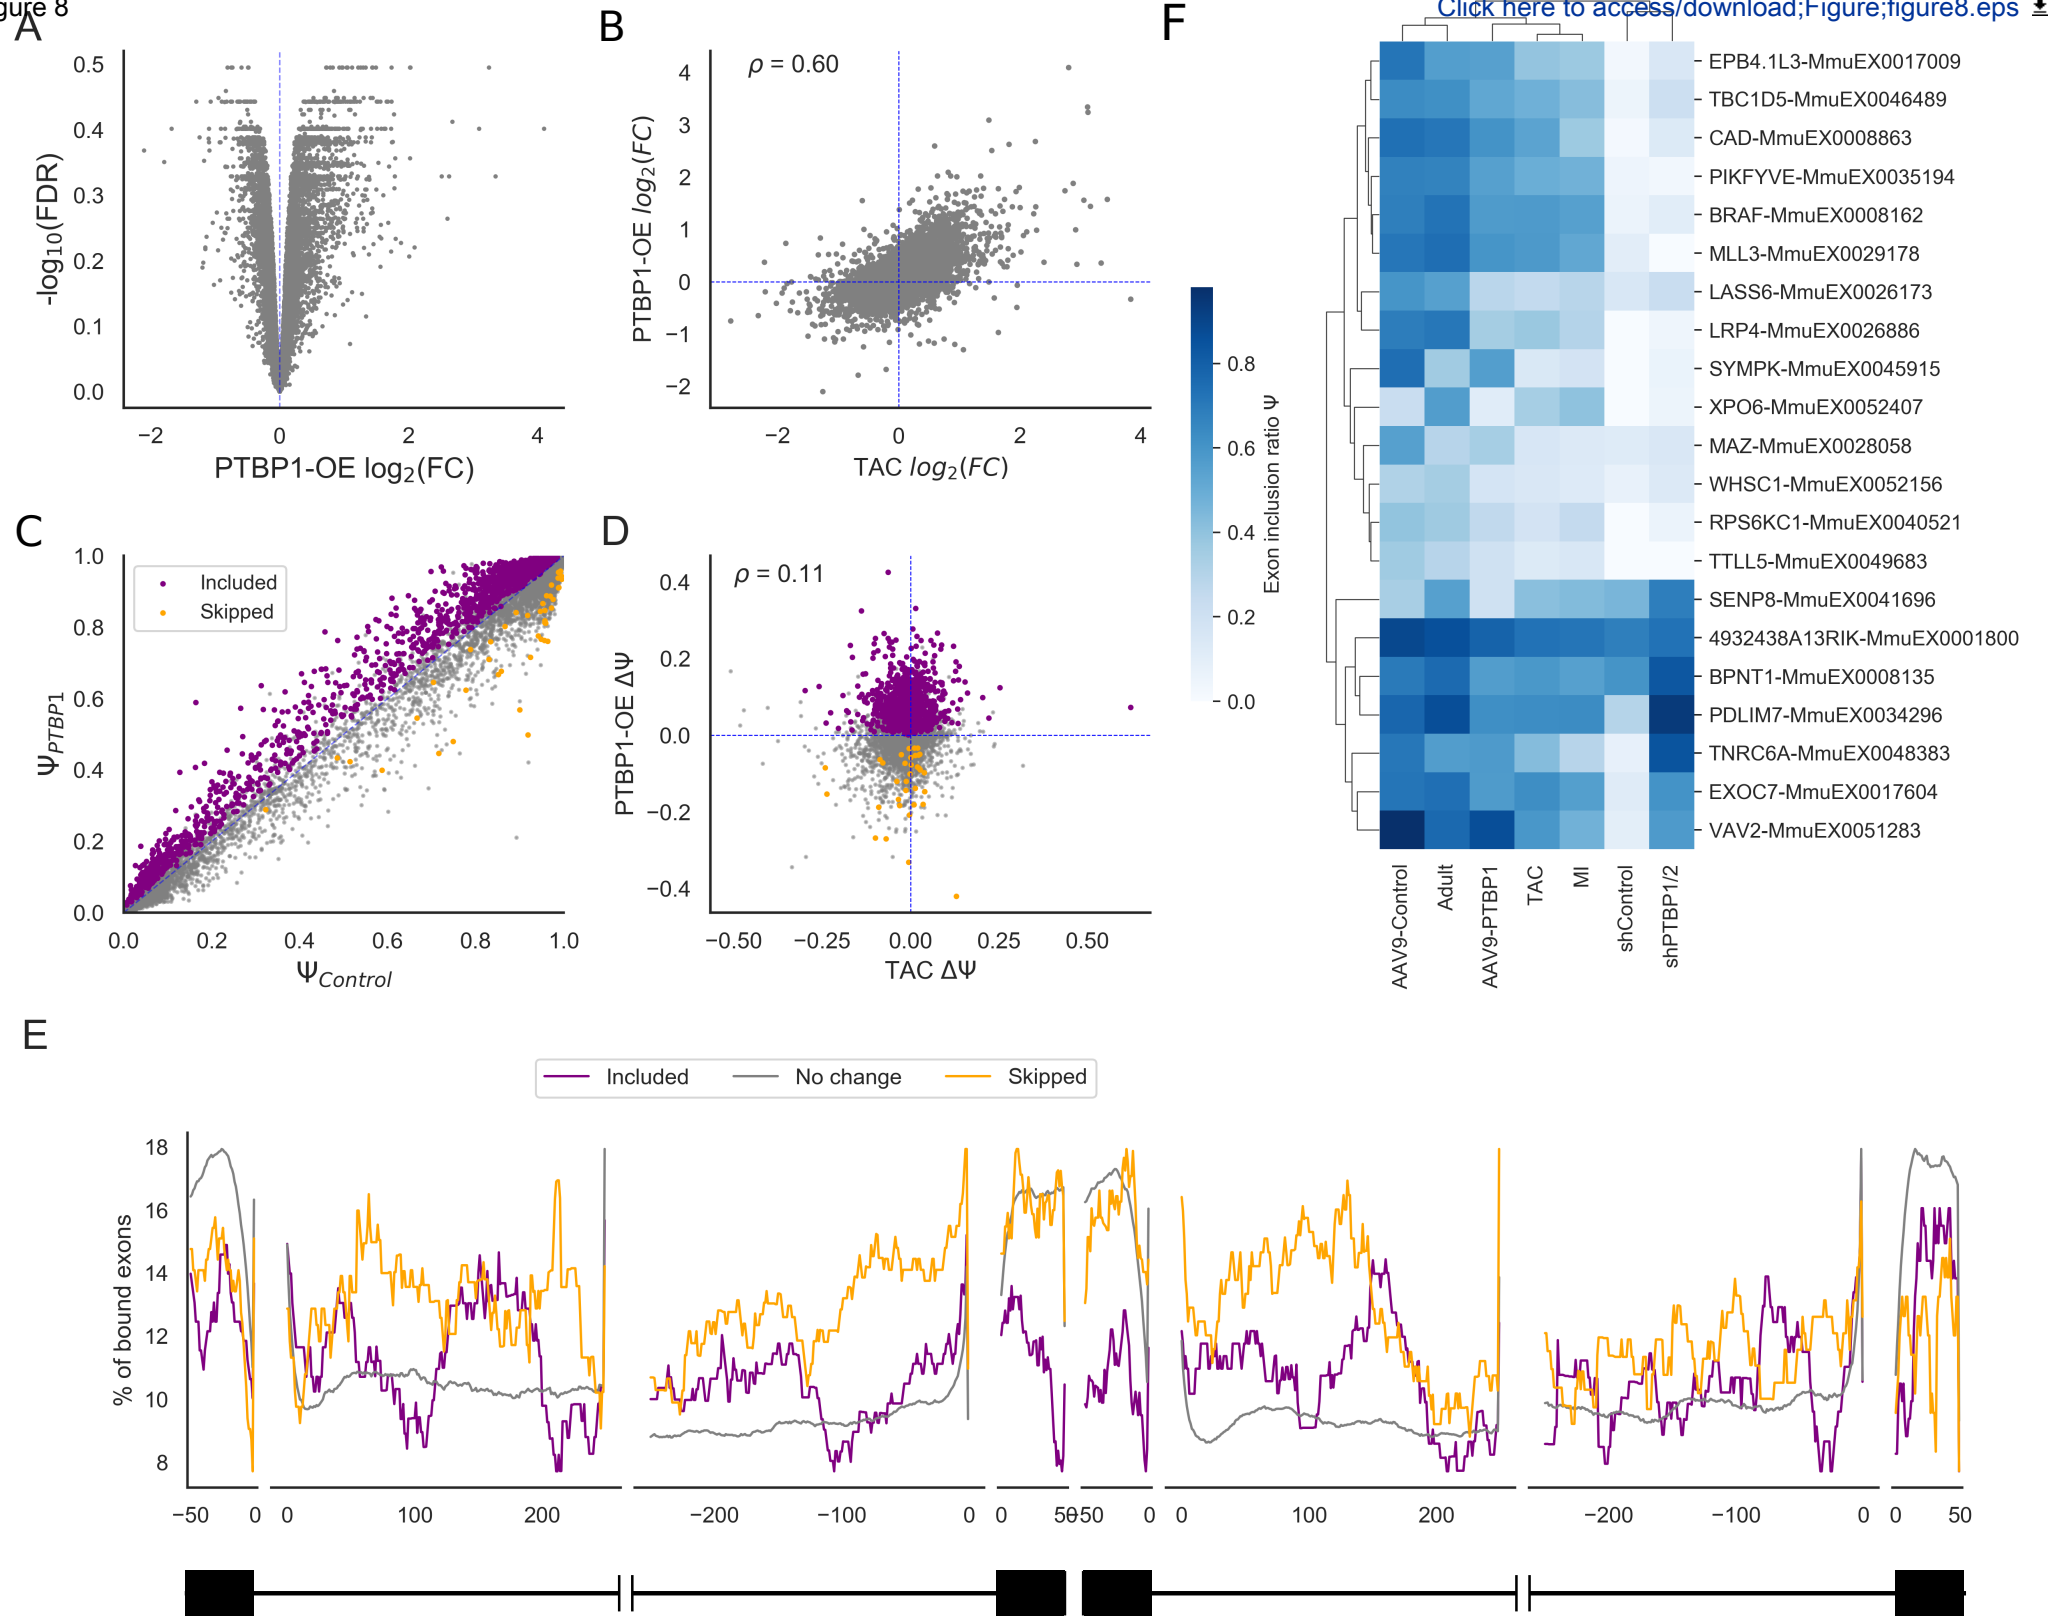 gure 8
Click here to access/download;Figure;figure8.eps
A
0.5
0.4
0.3
0.2
0.1
0.0
-log10(FDR)
−2 0 2 4
PTBP1-OE log2(FC)
B
ρ = 0.60
4
3
2
1
0
−1
−2
PTBP1-OE log2(FC)
−2 0 2 4
TAC log2(FC)
C
Included
Skipped
1.0
0.8
0.6
0.4
0.2
0.0
ΨPTBP1
0.0 0.2 0.4 0.6 0.8 1.0
ΨControl
D
ρ = 0.11
0.4
0.2
0.0
−0.2
−0.4
PTBP1-OE ΔΨ
−0.50 −0.25 0.00 0.25 0.50
TAC ΔΨ
F
0.8
0.6
0.4
0.2
0.0
Exon inclusion ratio Ψ
EPB4.1L3-MmuEX0017009
TBC1D5-MmuEX0046489
CAD-MmuEX0008863
PIKFYVE-MmuEX0035194
BRAF-MmuEX0008162
MLL3-MmuEX0029178
LASS6-MmuEX0026173
LRP4-MmuEX0026886
SYMPK-MmuEX0045915
XPO6-MmuEX0052407
MAZ-MmuEX0028058
WHSC1-MmuEX0052156
RPS6KC1-MmuEX0040521
TTLL5-MmuEX0049683
SENP8-MmuEX0041696
4932438A13RIK-MmuEX0001800
BPNT1-MmuEX0008135
PDLIM7-MmuEX0034296
TNRC6A-MmuEX0048383
EXOC7-MmuEX0017604
VAV2-MmuEX0051283
AAV9-Control
Adult
AAV9-PTBP1
TAC
MI
shControl
shPTBP1/2
E
Included No change Skipped
18
16
14
12
10
8
% of bound exons
−50 0 0 100 200 −200 −100 0 0 50 −50 0 0 100 200 −200 −100 0 0 50